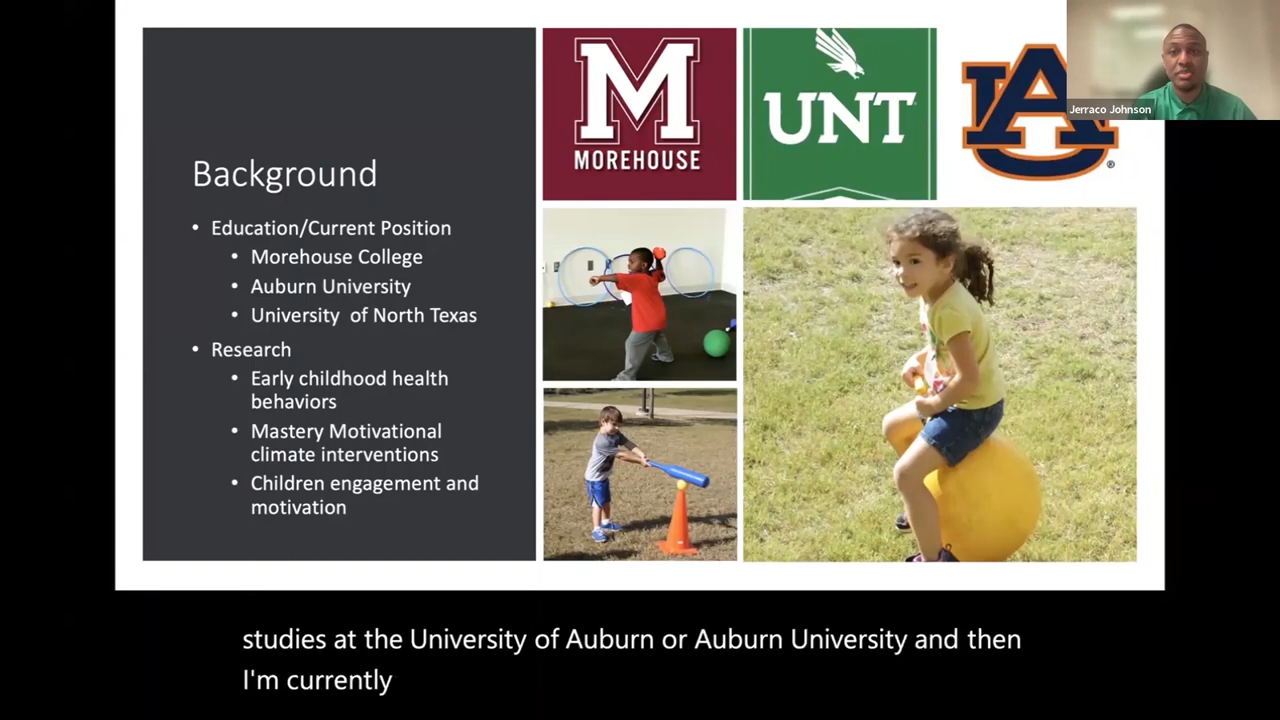 Background
• Education/Current Position
• Morehouse College
• Auburn University
• University of North Texas
• Research
• Early childhood health
behaviors
• Mastery Motivational
climate interventions
• Children engagement and
motivation
M
MOREHOUSE
UNT
AU
®
Jerraco Johnson
studies at the University of Auburn or Auburn University and then
I'm currently